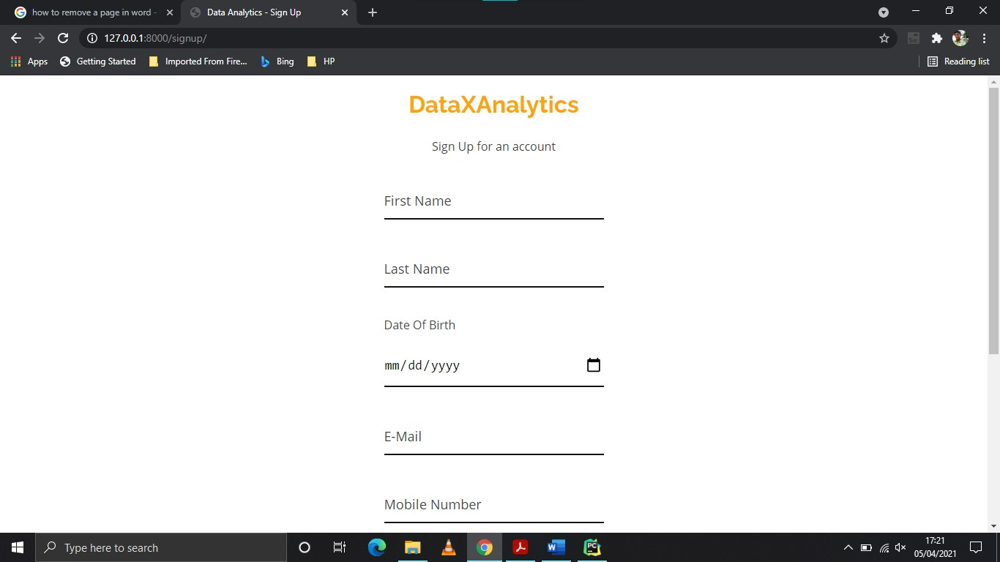 how to remove a page in word -
Data Analytics - Sign Up
127.0.0.1:8000/signup/
Apps
Getting Started
Imported From Fire...
Bing
HP
Reading list
DataXAnalytics
Sign Up for an account
First Name
Last Name
Date Of Birth
mm/dd/yyyy
E-Mail
Mobile Number
Type here to search
17:21
05/04/2021